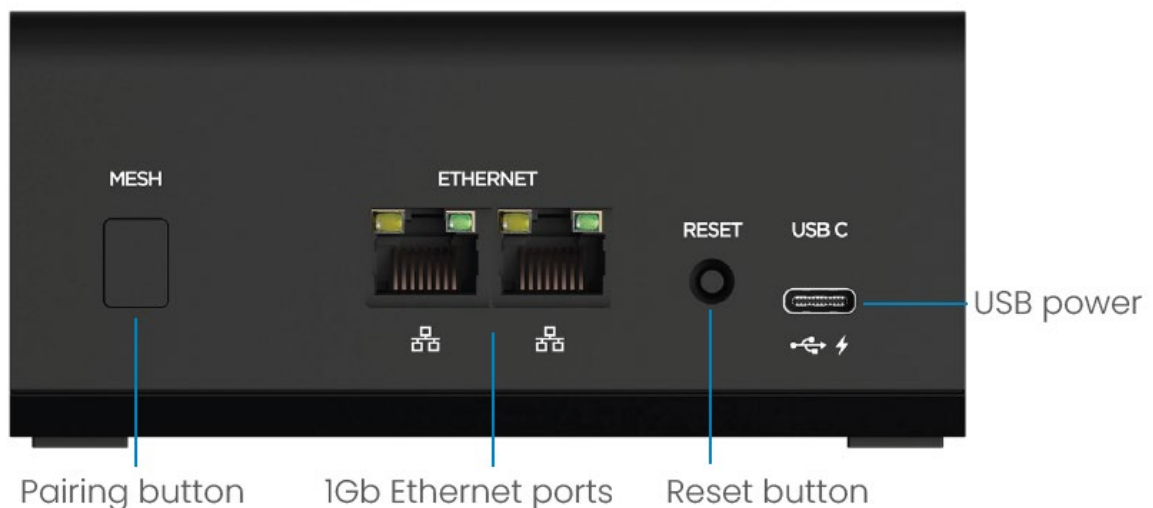 MESH
ETHERNET
RESET
USB C
USB power
Pairing button
1Gb Ethernet ports
Reset button